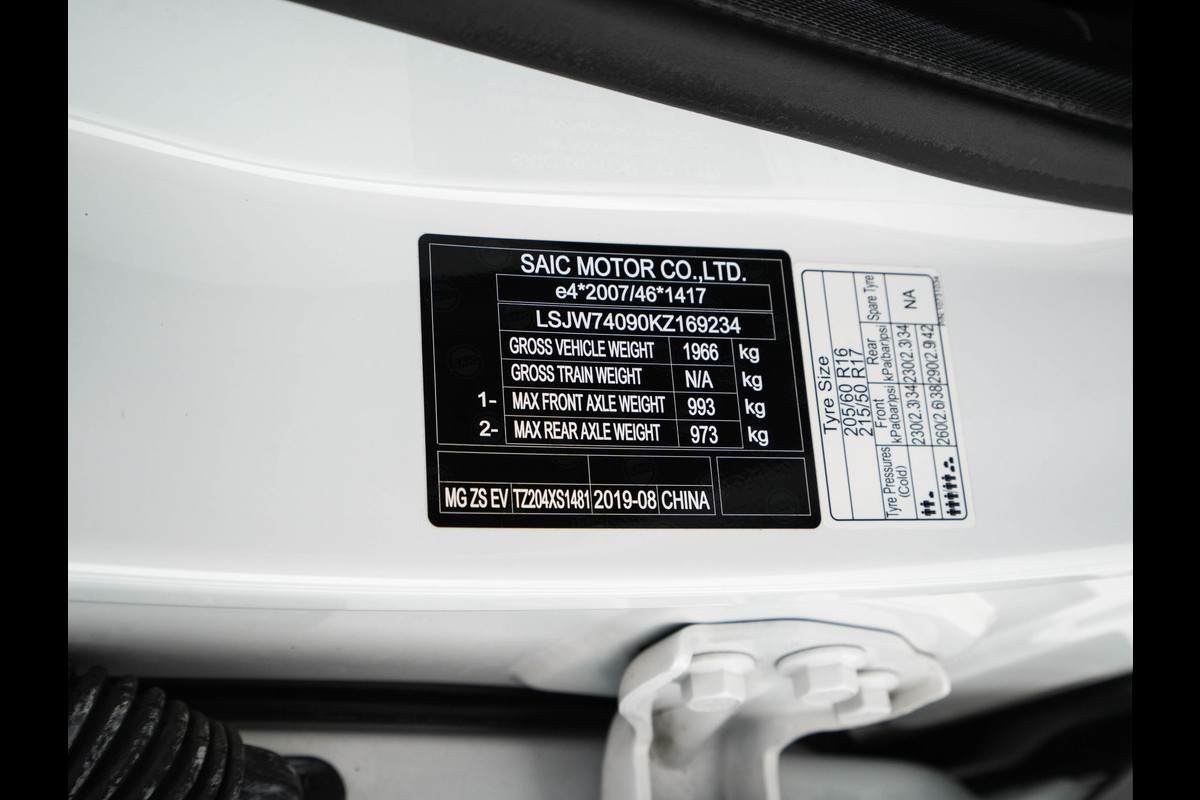 SAIC MOTOR CO.,LTD.
e4*2007/46*1417
LSJW74090KZ169234
GROSS VEHICLE WEIGHT 1966 kg
GROSS TRAIN WEIGHT N/A kg
1- MAX FRONT AXLE WEIGHT 993 kg
2- MAX REAR AXLE WEIGHT 973 kg
MG ZS EV TZ204XS1481 2019-08 CHINA
Tyre Size
205/60 R16
215/50 R17
Tyre Pressures (Cold)
Front kPa(bar)psi
Rear kPa(bar)psi
Spare Tyre
230(2.3)34 230(2.3)34 NA
260(2.6)38 290(2.9)42